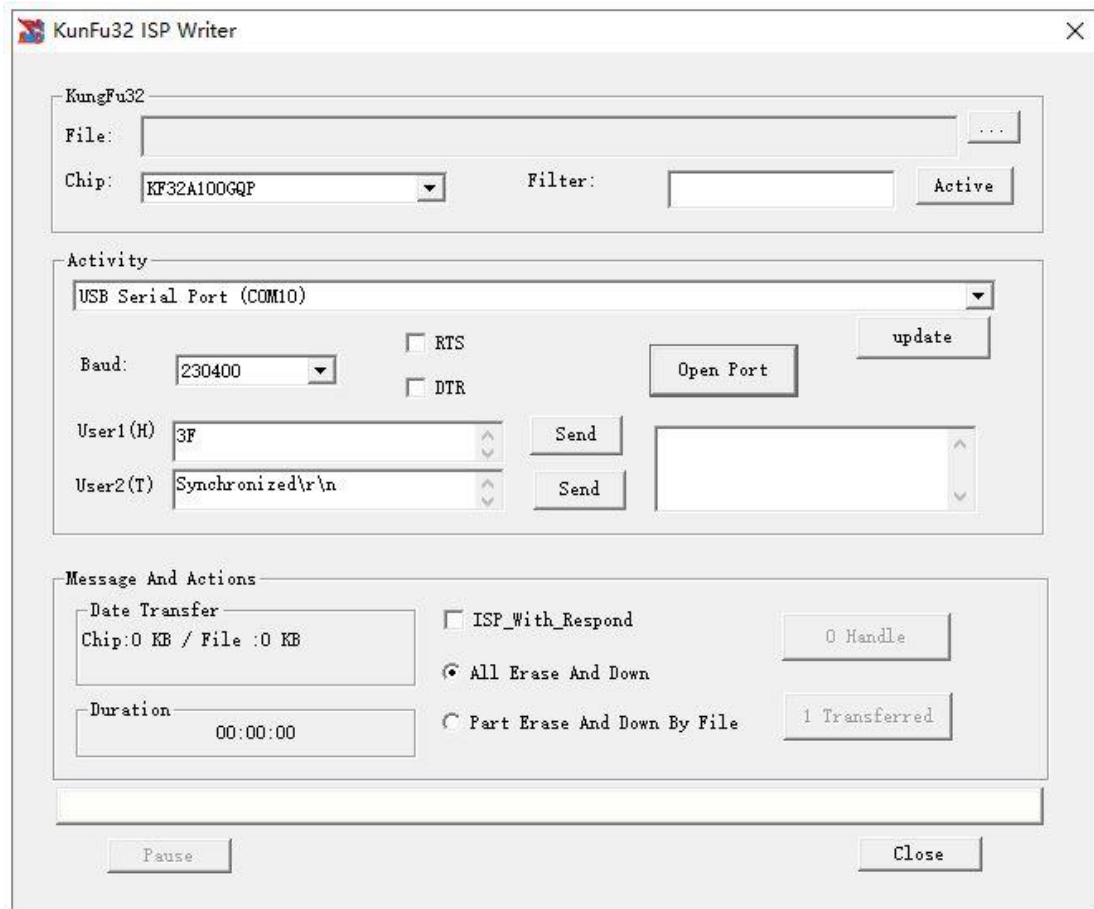 KunFu32 ISP Writer
KungFu32
File:
...
Chip:
KF32A100GQP
Filter:
Active
Activity
USB Serial Port (COM10)
update
Baud:
230400
RTS
DTR
Open Port
User1(H)
3F
Send
User2(T)
Synchronized\r\n
Send
Message And Actions
Date Transfer
Chip:0 KB / File :0 KB
ISP_With_Respond
0 Handle
All Erase And Down
Duration
00:00:00
Part Erase And Down By File
1 Transferred
Pause
Close